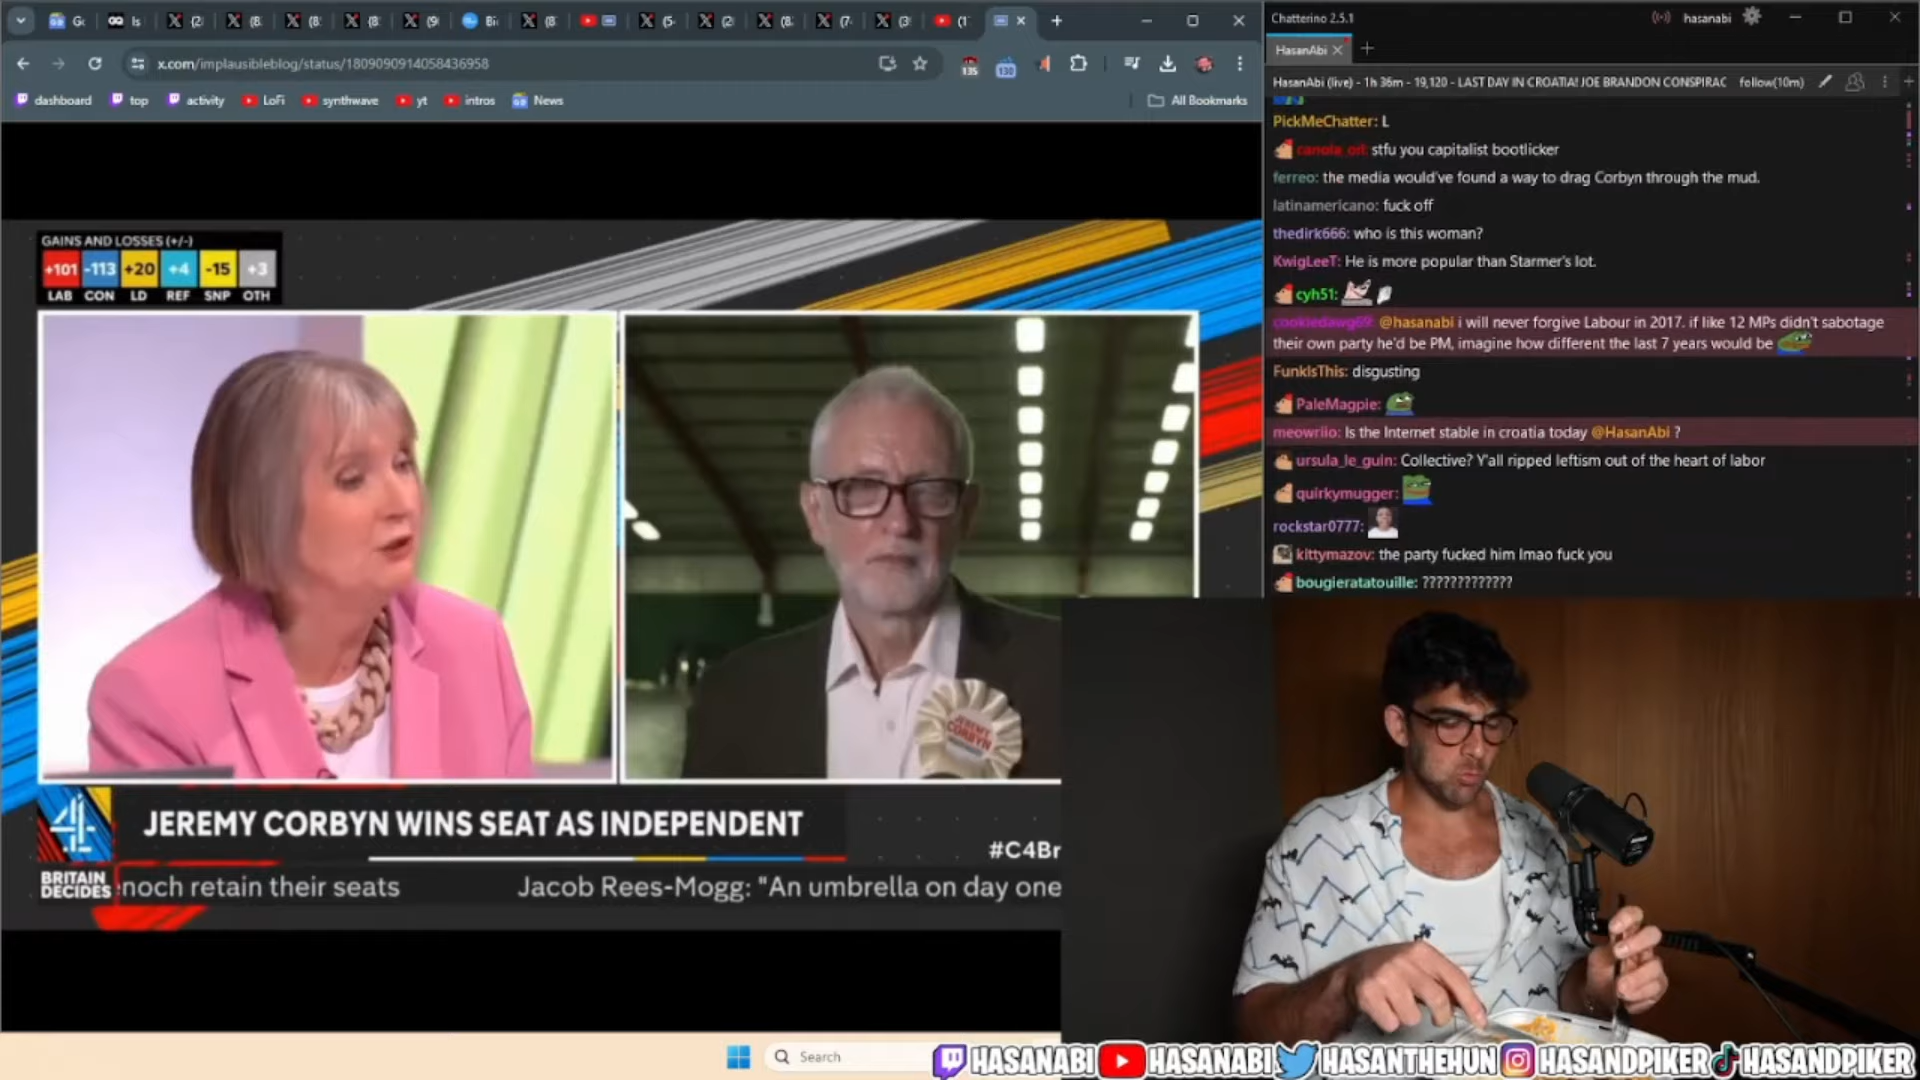 Is
x.com/implausibleblog/status/1809090914058436958
135
130
dashboard
top
activity
LoFi
synthwave
yt
intros
News
All Bookmarks
GAINS AND LOSSES (+/-)
+101 -113 +20 +4 -15 +3
LAB CON LD REF SNP OTH
JEREMY CORBYN
4
JEREMY CORBYN WINS SEAT AS INDEPENDENT
#C4Br
BRITAIN
DECIDES
enoch retain their seats Jacob Rees-Mogg: "An umbrella on day one
Search
Chatterino 2.5.1
hasanabi
HasanAbi
HasanAbi (live) - 1h 36m - 19,120 - LAST DAY IN CROATIA! JOE BRANDON CONSPIRAC follow(10m)
PickMeChatter: L
canola_oil: stfu you capitalist bootlicker
ferreo: the media would've found a way to drag Corbyn through the mud.
latinamericano: fuck off
thedirk666: who is this woman?
KwigLeeT: He is more popular than Starmer's lot.
cyh51:
cookiedawg69: @hasanabi i will never forgive Labour in 2017. if like 12 MPs didn't sabotage
their own party he'd be PM, imagine how different the last 7 years would be
FunkIsThis: disgusting
PaleMagpie:
meowriio: Is the Internet stable in croatia today @HasanAbi ?
ursula_le_guin: Collective? Y'all ripped leftism out of the heart of labor
quirkymugger:
rockstar0777:
kittymazov: the party fucked him lmao fuck you
bougieratatouille: ?????????????
HASANABI HASANABI HASANTHEHUN HASANDPIKER HASANDPIKER